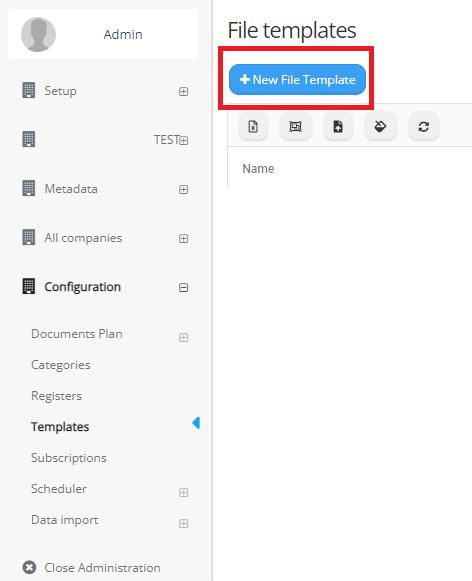 Admin
Setup
TEST
Metadata
All companies
Configuration
Documents Plan
Categories
Registers
Templates
Subscriptions
Scheduler
Data import
Close Administration
File templates
New File Template
Name